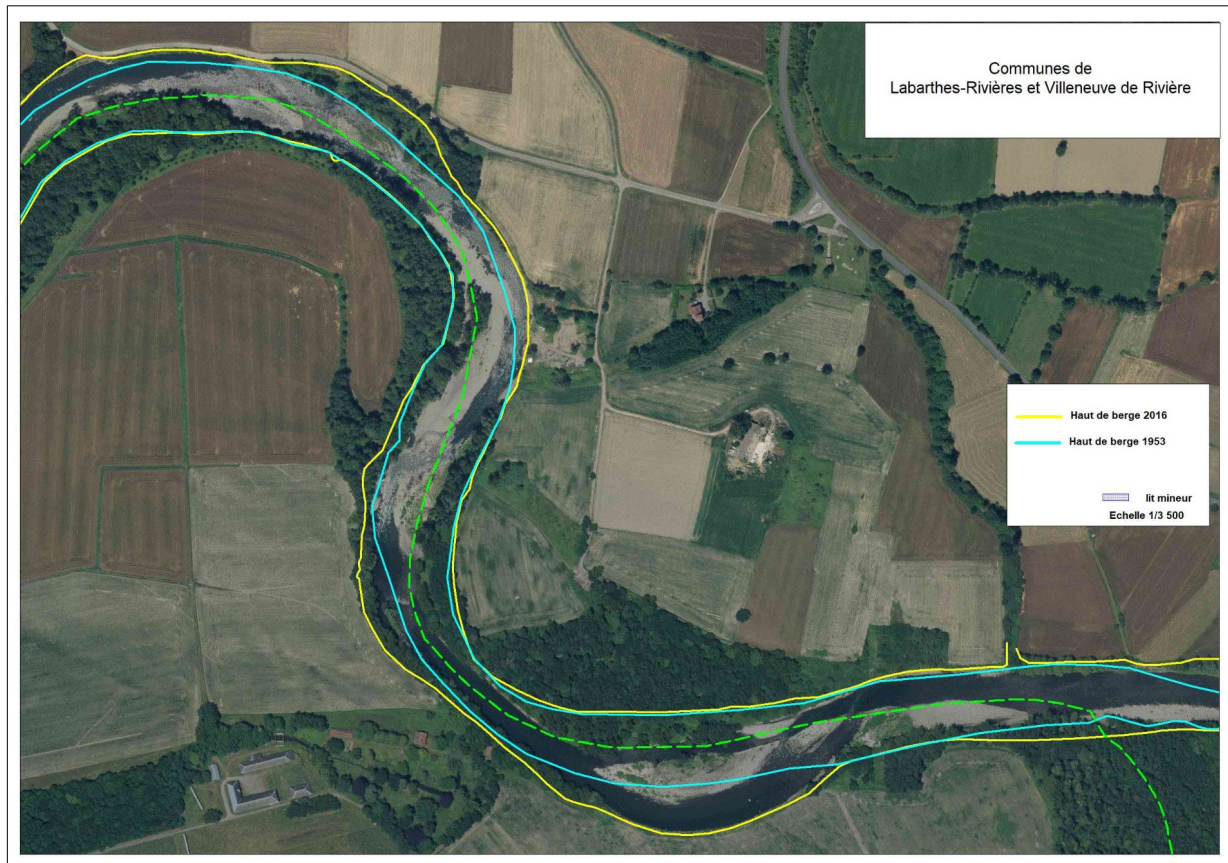 Communes de
Labarthes-Rivières et Villeneuve de Rivière
Haut de berge 2016
Haut de berge 1953
lit mineur
Echelle 1/3 500